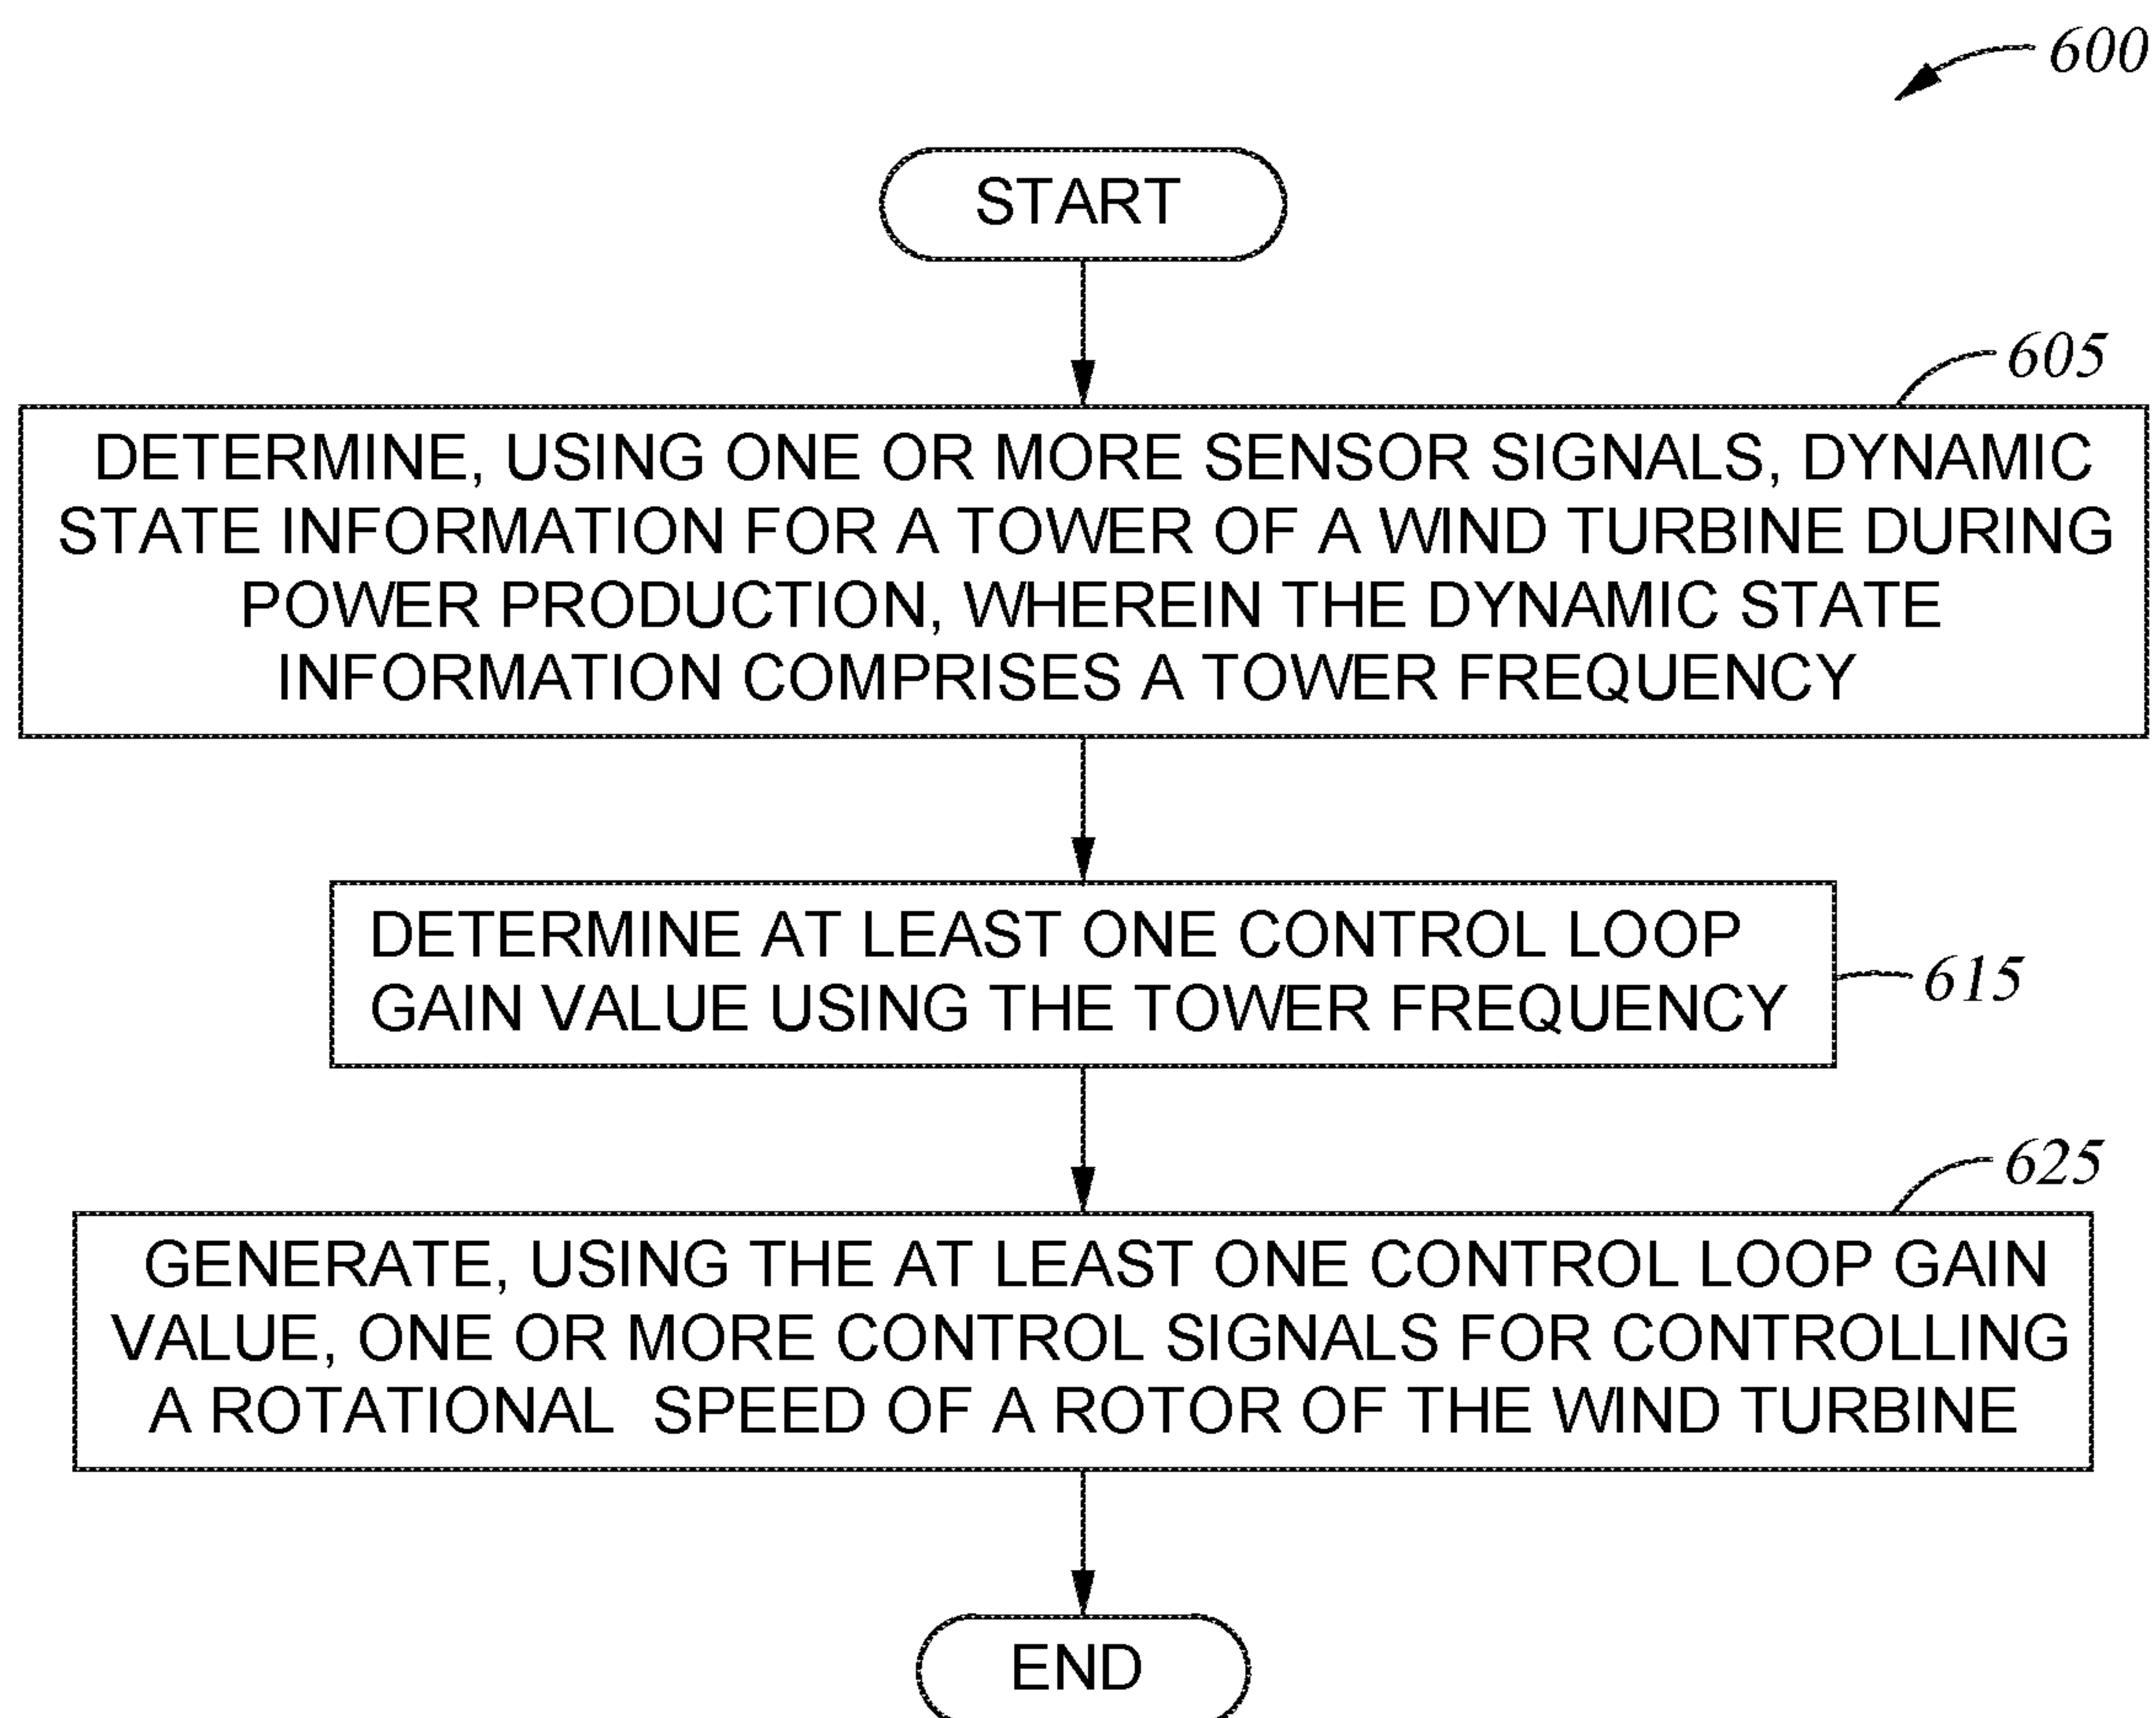 600
START
605
DETERMINE, USING ONE OR MORE SENSOR SIGNALS, DYNAMIC
STATE INFORMATION FOR A TOWER OF A WIND TURBINE DURING
POWER PRODUCTION, WHEREIN THE DYNAMIC STATE
INFORMATION COMPRISES A TOWER FREQUENCY
DETERMINE AT LEAST ONE CONTROL LOOP
GAIN VALUE USING THE TOWER FREQUENCY
615
625
GENERATE, USING THE AT LEAST ONE CONTROL LOOP GAIN
VALUE, ONE OR MORE CONTROL SIGNALS FOR CONTROLLING
A ROTATIONAL SPEED OF A ROTOR OF THE WIND TURBINE
END